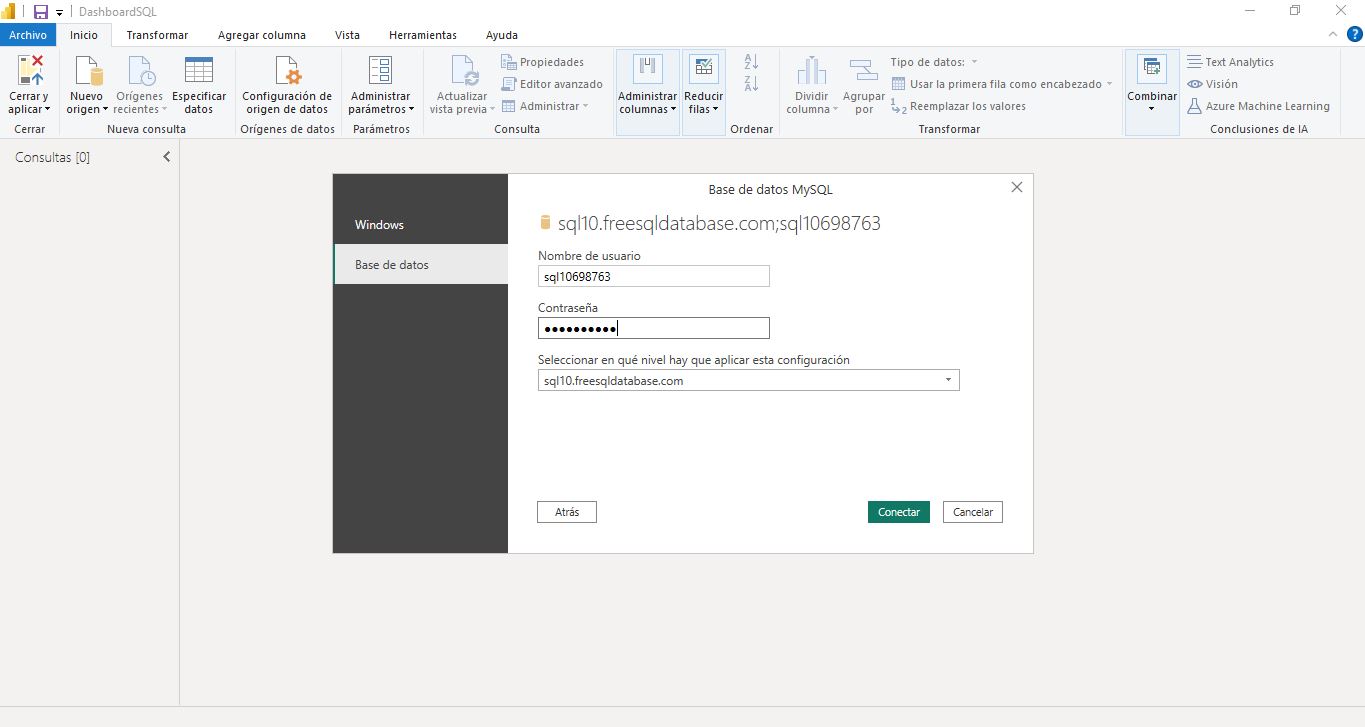 DashboardSQL
Archivo Inicio Transformar Agregar columna Vista Herramientas Ayuda
Cerrar y aplicar
Cerrar
Nuevo origen
Orígenes recientes
Especificar datos
Nueva consulta
Configuración de origen de datos
Orígenes de datos
Administrar parámetros
Parámetros
Actualizar vista previa
Propiedades
Editor avanzado
Administrar
Consulta
Administrar columnas
Reducir filas
Ordenar
Dividir columna
Agrupar por
Tipo de datos:
Usar la primera fila como encabezado
Reemplazar los valores
Transformar
Combinar
Text Analytics
Visión
Azure Machine Learning
Conclusiones de IA
Consultas [0]
Base de datos MySQL
Windows
Base de datos
sql10.freesqldatabase.com;sql10698763
Nombre de usuario
sql10698763
Contraseña
●●●●●●●●●●
Seleccionar en qué nivel hay que aplicar esta configuración
sql10.freesqldatabase.com
Atrás Conectar Cancelar